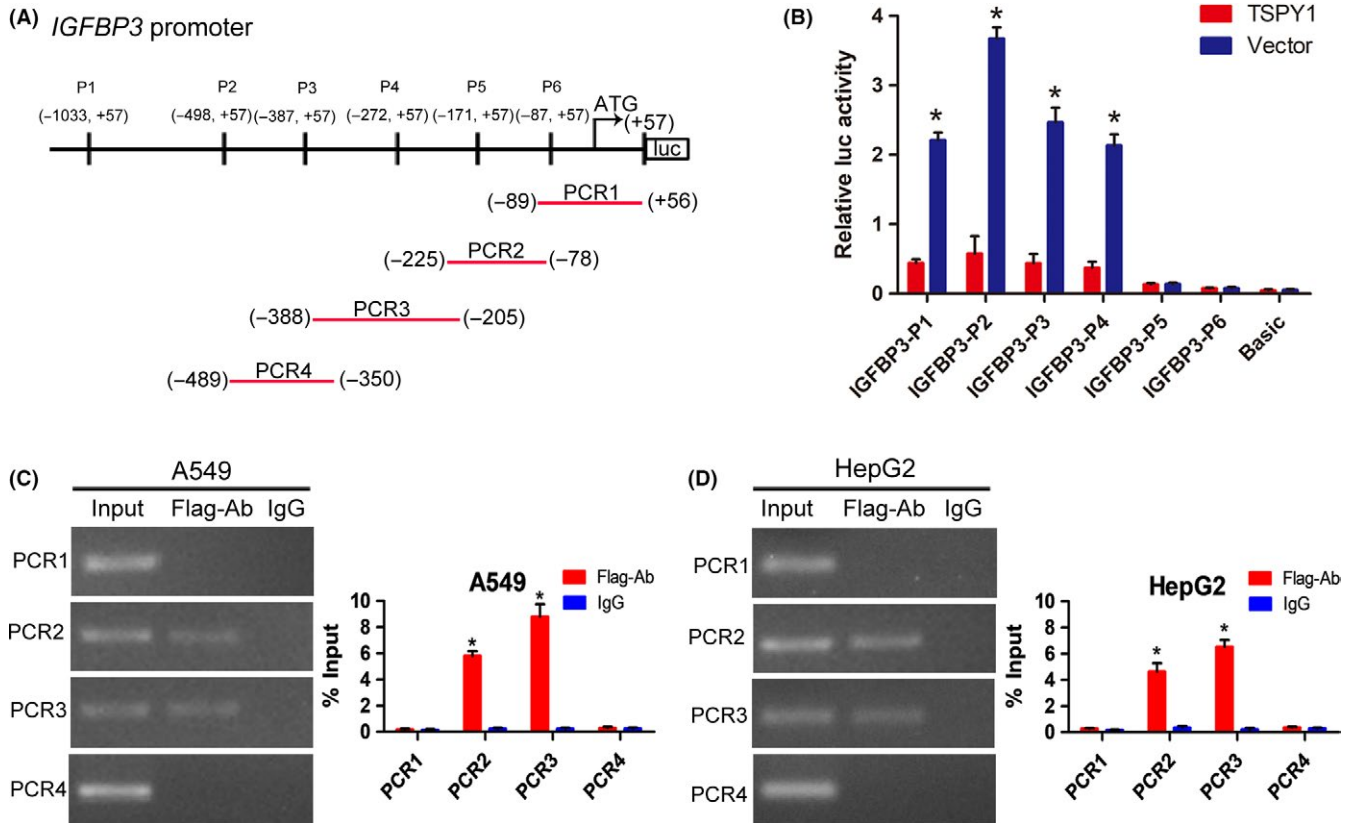 (A) IGFBP3 promoter
P1 P2 P3 P4 P5 P6
(−1033, +57) (−498, +57) (−387, +57) (−272, +57) (−171, +57) (−87, +57)
ATG
(+57)
luc
(−89) PCR1 (+56)
(−225) PCR2 (−78)
(−388) PCR3 (−205)
(−489) PCR4 (−350)
(B)
TSPY1
Vector
Relative luc activity
4
3
2
1
0
* * * *
IGFBP3-P1 IGFBP3-P2 IGFBP3-P3 IGFBP3-P4 IGFBP3-P5 IGFBP3-P6 Basic
(C) A549
Input Flag-Ab IgG
PCR1
PCR2
PCR3
PCR4
A549
Flag-Ab
IgG
% Input
10
8
6
4
2
0
* *
PCR1 PCR2 PCR3 PCR4
(D) HepG2
Input Flag-Ab IgG
PCR1
PCR2
PCR3
PCR4
HepG2
Flag-Ab
IgG
% Input
10
8
6
4
2
0
* *
PCR1 PCR2 PCR3 PCR4